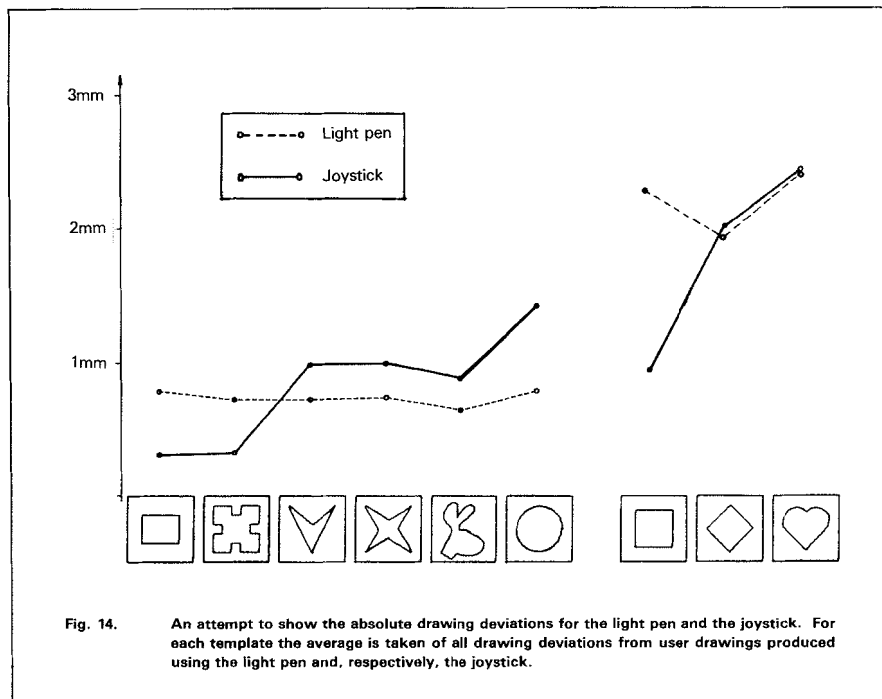 3mm
Light pen
Joystick
2mm
1mm
Fig. 14. An attempt to show the absolute drawing deviations for the light pen and the joystick. For
each template the average is taken of all drawing deviations from user drawings produced
using the light pen and, respectively, the joystick.